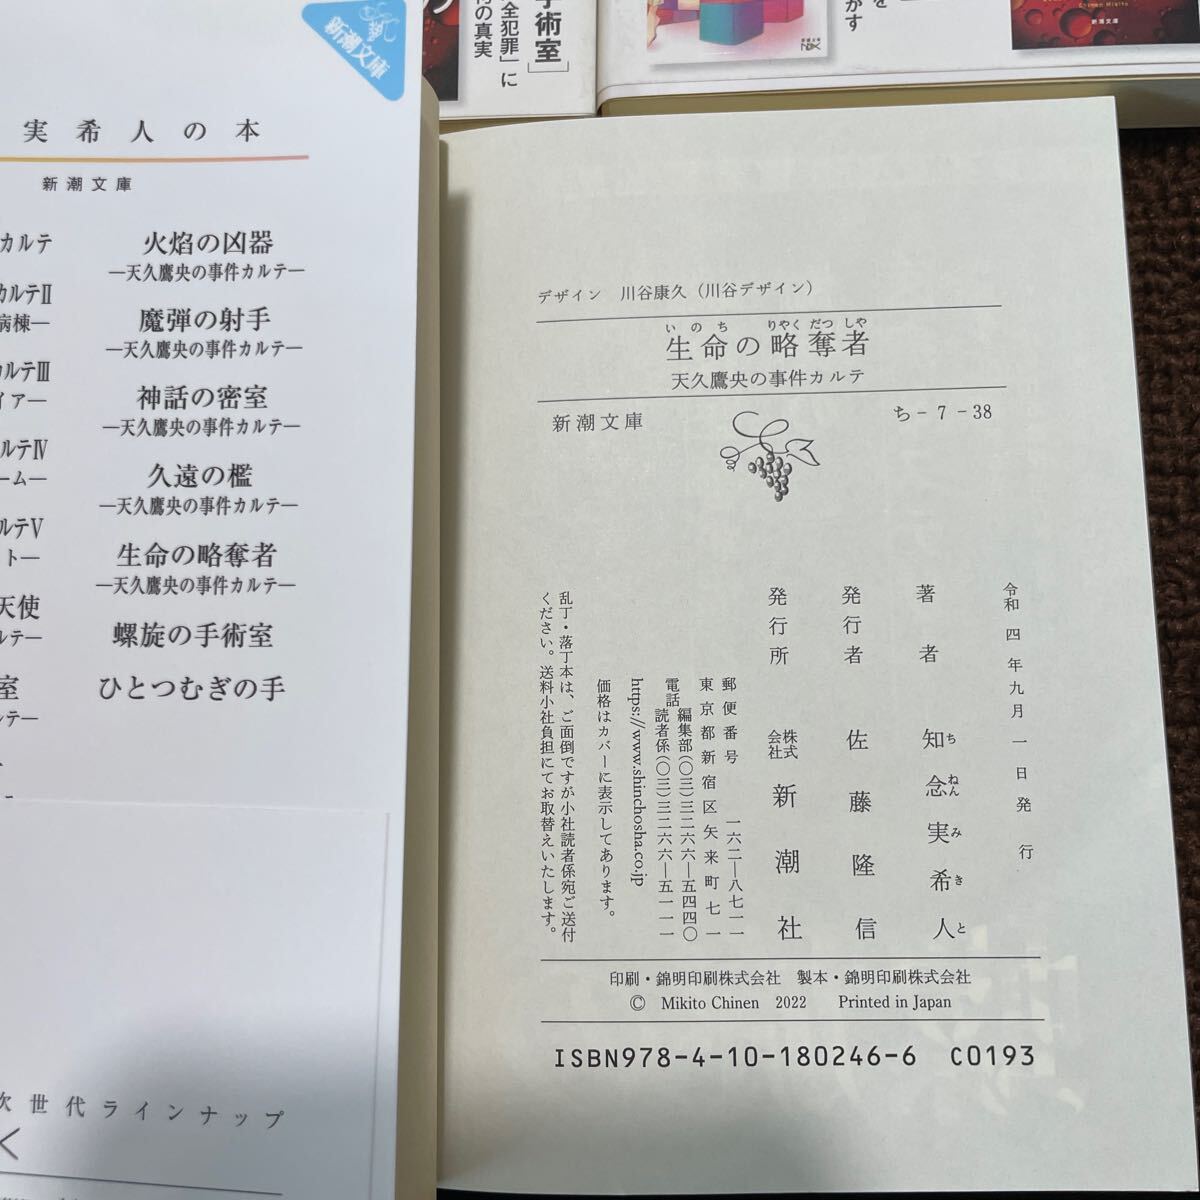 手術室］
全犯罪」に
の真実
を
がす
Chinen Mikito
新潮文庫
新潮文庫
実希人の本
新潮文庫
カルテ
カルテⅡ
病棟―
カルテⅢ
イアー
ルテⅣ
ーム―
ルテⅤ
ト―
天使
ルテ―
室
テ―
火焰の凶器
―天久鷹央の事件カルテ―
魔弾の射手
―天久鷹央の事件カルテ―
神話の密室
―天久鷹央の事件カルテ―
久遠の檻
―天久鷹央の事件カルテ―
生命の略奪者
―天久鷹央の事件カルテ―
螺旋の手術室
ひとつむぎの手
次世代ラインナップ
デザイン　川谷康久（川谷デザイン）
いのち　りやくだつしや
生命の略奪者
天久鷹央の事件カルテ
新潮文庫
ち-7-38
令和四年九月一日発行
著者　知念実希人
ちねんみきと
発行者　佐藤隆信
発行所　株式会社　新潮社
郵便番号　一六二―八七一一
東京都新宿区矢来町七一
電話　編集部(〇三)三二六六―五四四〇
読者係(〇三)三二六六―五一一一
https://www.shinchosha.co.jp
価格はカバーに表示してあります。
乱丁・落丁本は、ご面倒ですが小社読者係宛ご送付
ください。送料小社負担にてお取替えいたします。
印刷・錦明印刷株式会社　製本・錦明印刷株式会社
© Mikito Chinen 2022　Printed in Japan
ISBN978-4-10-180246-6 C0193